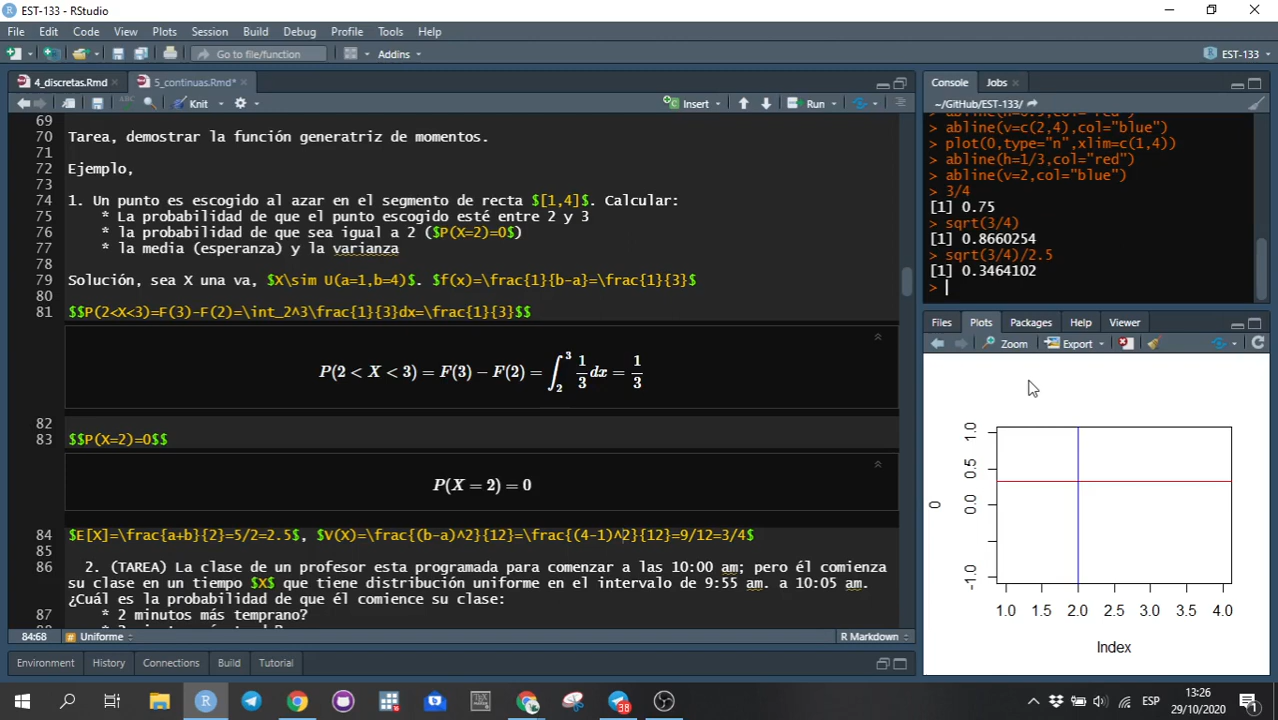 EST-133 - RStudio
File Edit Code View Plots Session Build Debug Profile Tools Help
Go to file/function Addins EST-133
4_discretas.Rmd 5_continuas.Rmd*
ABC Knit Insert Run
69
70 Tarea, demostrar la función generatriz de momentos.
71
72 Ejemplo,
73
74 1. Un punto es escogido al azar en el segmento de recta $[1,4]$. Calcular:
75 * La probabilidad de que el punto escogido esté entre 2 y 3
76 * la probabilidad de que sea igual a 2 ($P(X=2)=0$)
77 * la media (esperanza) y la varianza
78
79 Solución, sea X una va, $X\sim U(a=1,b=4)$. $f(x)=\frac{1}{b-a}=\frac{1}{3}$
80
81 $$P(2<X<3)=F(3)-F(2)=\int_2^3\frac{1}{3}dx=\frac{1}{3}$$
P(2 < X < 3) = F(3) − F(2) = ∫₂³ 1/3 dx = 1/3
82
83 $$P(X=2)=0$$
P(X = 2) = 0
84 $E[X]=\frac{a+b}{2}=5/2=2.5$, $V(X)=\frac{(b-a)^2}{12}=\frac{(4-1)^2}{12}=9/12=3/4$
85
86 2. (TAREA) La clase de un profesor esta programada para comenzar a las 10:00 am; pero él comienza
su clase en un tiempo $X$ que tiene distribución uniforme en el intervalo de 9:55 am. a 10:05 am.
¿Cuál es la probabilidad de que él comience su clase:
87 * 2 minutos más temprano?
84:68 Uniforme R Markdown
Environment History Connections Build Tutorial
Console Jobs
~/GitHub/EST-133/
> abline(v=c(2,4),col="blue")
> plot(0,type="n",xlim=c(1,4))
> abline(h=1/3,col="red")
> abline(v=2,col="blue")
> 3/4
[1] 0.75
> sqrt(3/4)
[1] 0.8660254
> sqrt(3/4)/2.5
[1] 0.3464102
>
Files Plots Packages Help Viewer
Zoom Export
1.0
0.5
0.0
-1.0
0
1.0 1.5 2.0 2.5 3.0 3.5 4.0
Index
38
ESP
13:26
29/10/2020
1